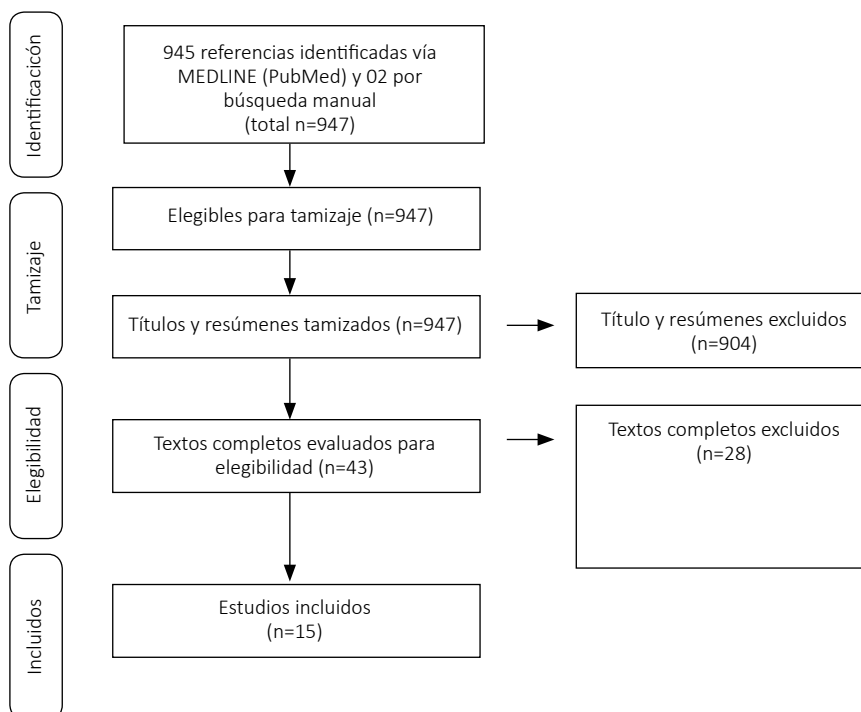 Identificacicón
945 referencias identificadas vía
MEDLINE (PubMed) y 02 por
búsqueda manual
(total n=947)
Tamizaje
Elegibles para tamizaje (n=947)
Títulos y resúmenes tamizados (n=947)
Título y resúmenes excluidos
(n=904)
Elegibilidad
Textos completos evaluados para
elegibilidad (n=43)
Textos completos excluidos
(n=28)
Incluidos
Estudios incluidos
(n=15)